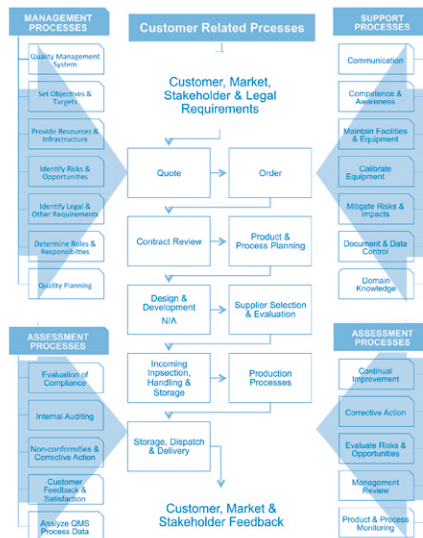 MANAGEMENT
PROCESSES
Quality Management
System
Set Objectives &
Targets
Provide Resources &
Infrastructure
Identify Risks &
Opportunities
Identify Legal &
Other Requirements
Determine Roles &
Responsibilties
Quality Planning
ASSESSMENT
PROCESSES
Evaluation of
Compliance
Internal Auditing
Non-conformities &
Corrective Action
Customer
Feedback &
Satisfaction
Analyze QMS
Process Data
Customer Related Prcesses
Customer, Market,
Stakeholder & Legal
Requirements
Quote
Order
Contract Review
Product &
Process Planning
Design &
Development
N/A
Supplier Selection
& Evaluation
Incoming
Inpsection,
Handling &
Storage
Production
Processes
Storage, Dispatch
& Delivery
Customer, Market &
Stakeholder Feedback
SUPPORT
PROCESSES
Communication
Competence &
Awareness
Maintain Facilities
& Equipment
Calibrate
Equipment
Mitigate Risks &
Impacts
Document & Data
Control
Domain
Knowledge
ASSESSMENT
PROCESSES
Continual
Improvement
Corrective Action
Evaluate Risks &
Opportunities
Management
Review
Product & Process
Monitoring